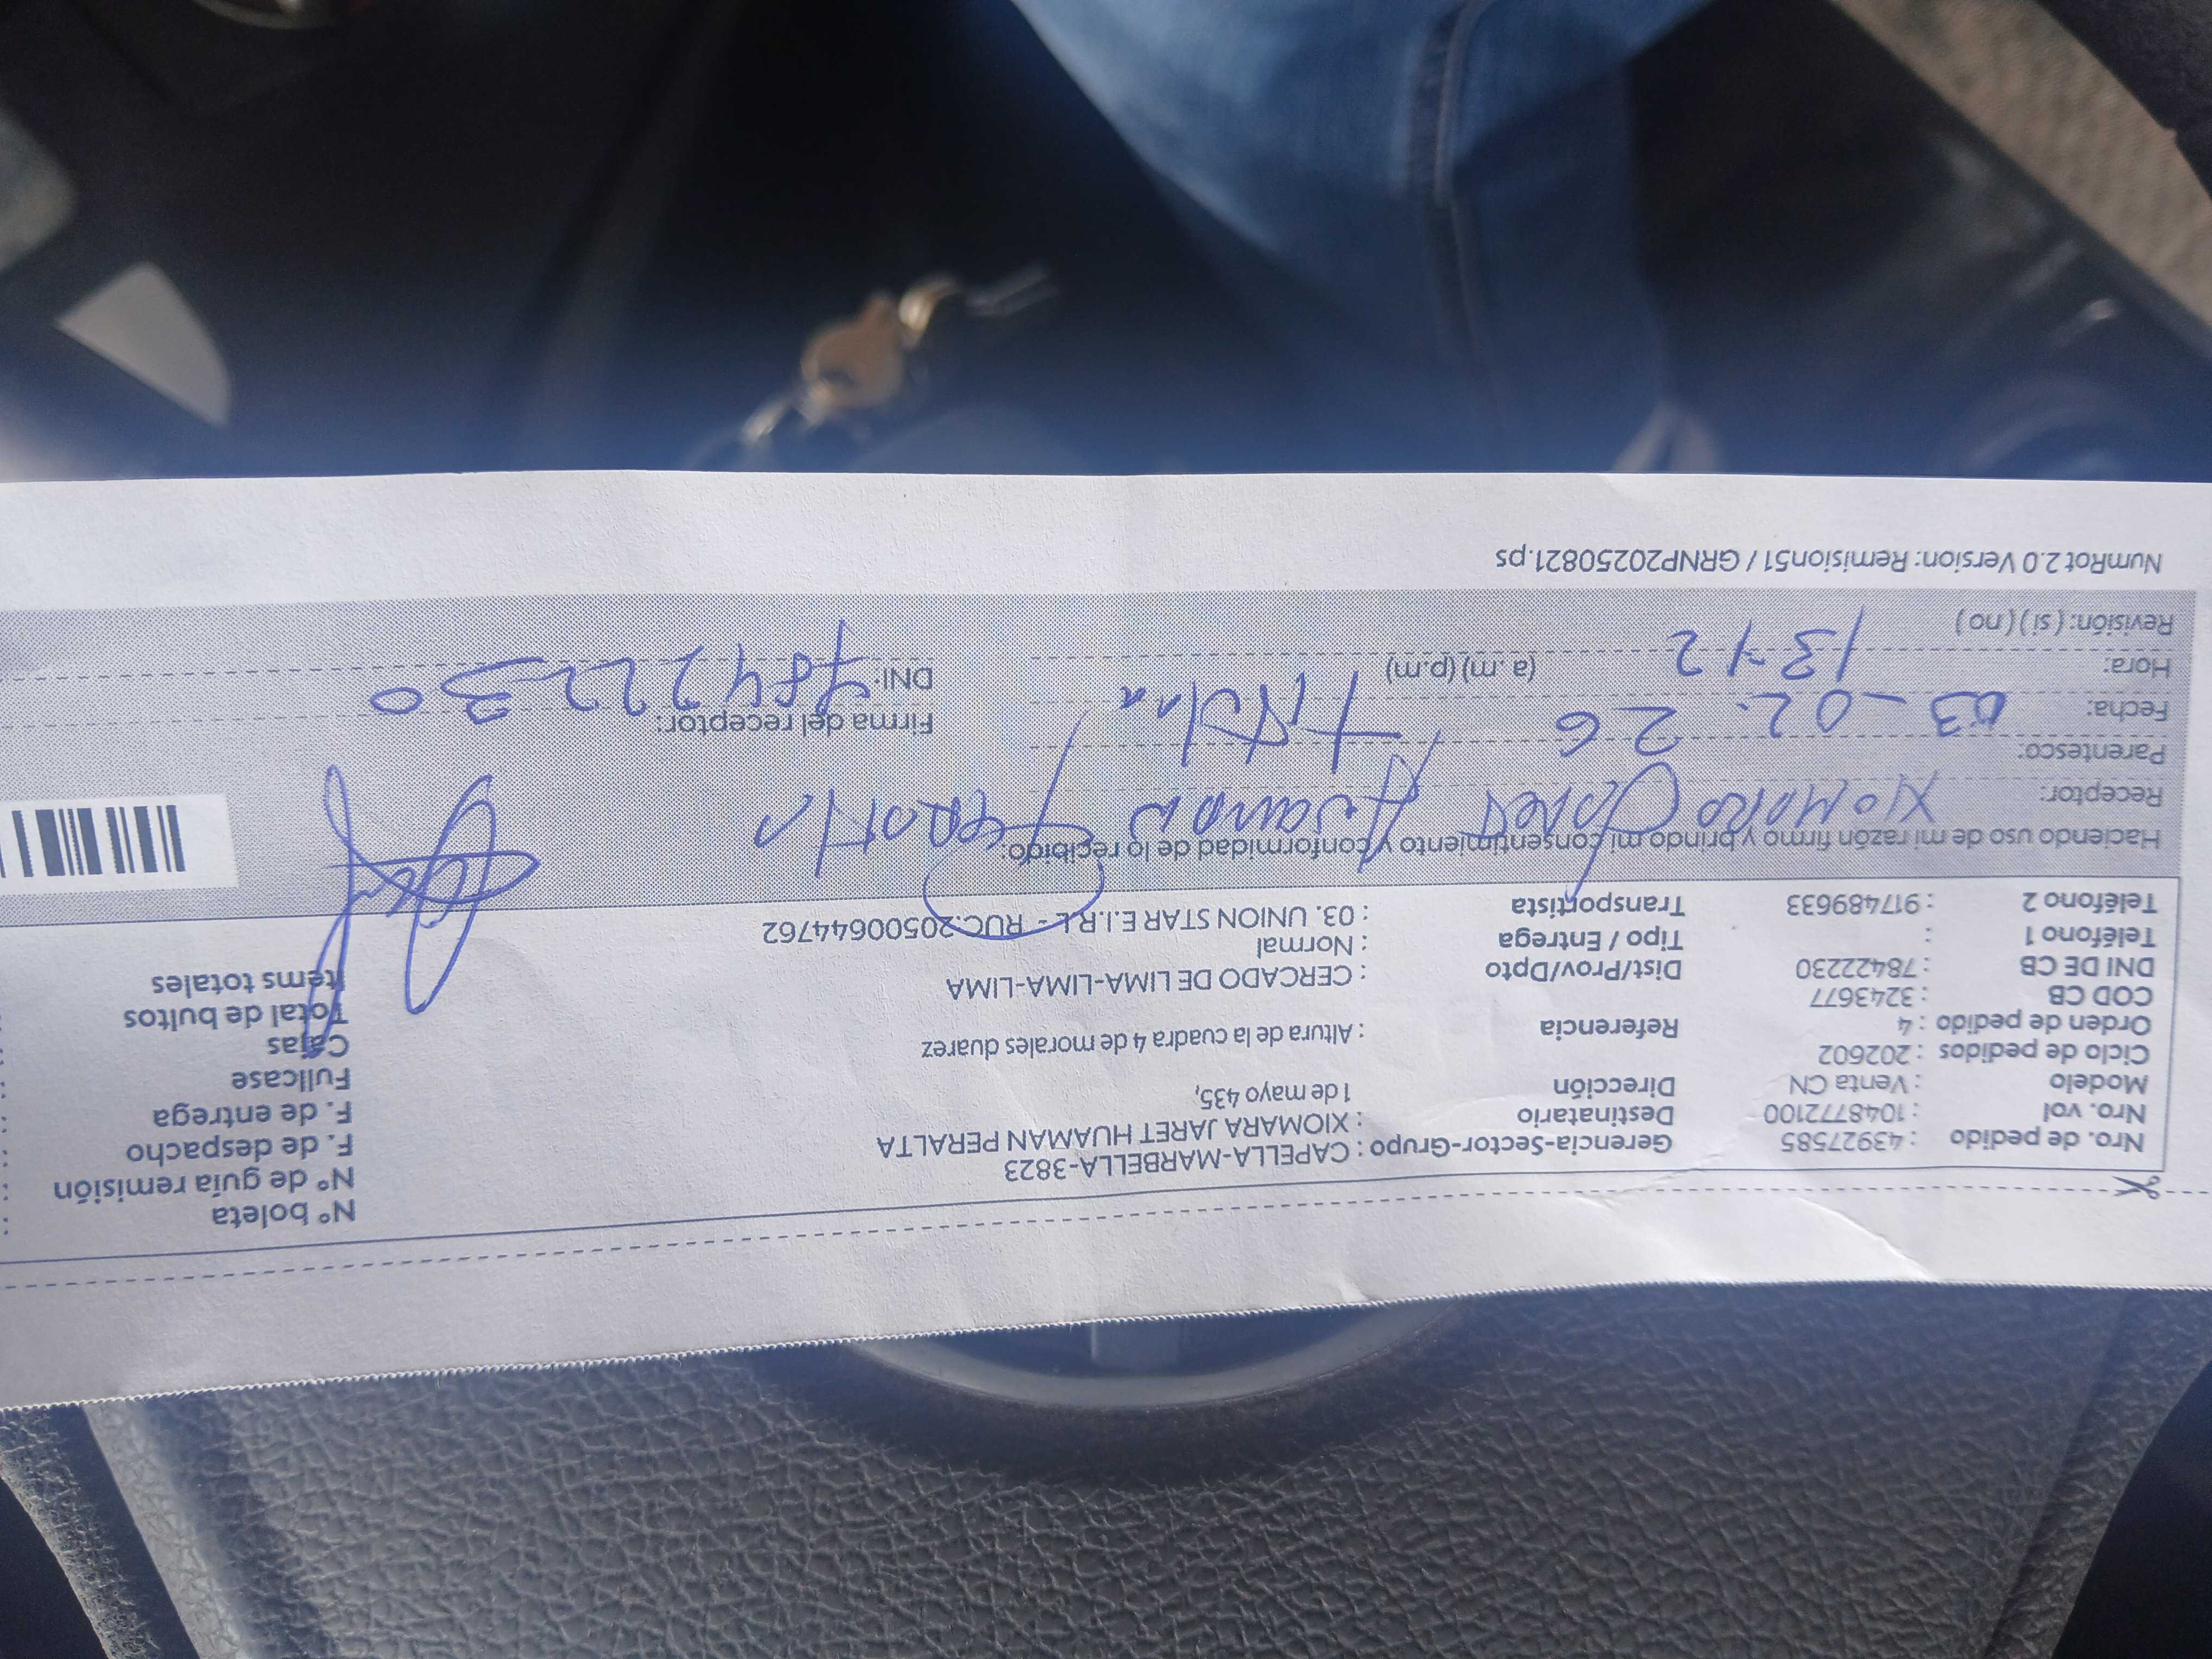 Nº boleta :
Nro. de pedido : 43927585 Gerencia-Sector-Grupo : CAPELLA-MARBELLA-3823 Nº de guía remisión :
Nro. vol : 1048772100 Destinatario : XIOMARA JARET HUAMAN PERALTA F. de despacho :
Modelo : Venta CN Dirección 1 de mayo 435, F. de entrega :
Ciclo de pedidos : 202602 Fullcase :
Orden de pedido : 4 Referencia : Altura de la cuadra 4 de morales duarez Cajas :
COD CB : 3243677 Total de bultos
DNI DE CB : 78422230 Dist/Prov/Dpto : CERCADO DE LIMA-LIMA-LIMA Items totales
Teléfono 1 : Tipo / Entrega : Normal
Teléfono 2 : 917489633 Transportista : 03. UNION STAR E.I.R.L - RUC:20500644762
Haciendo uso de mi razón firmo y brindo mi consentimiento y conformidad de lo recibido:
Receptor: XIOMARA JARET Huaman PERALTA
Parentesco: Titular
Fecha: 03-02-26 Firma del receptor:
Hora: 13:12 (a.m) (p.m) DNI: 78422230
Revisión: (si) (no)
NumRot 2.0 Version: Remision51 / GRNP20250821.ps